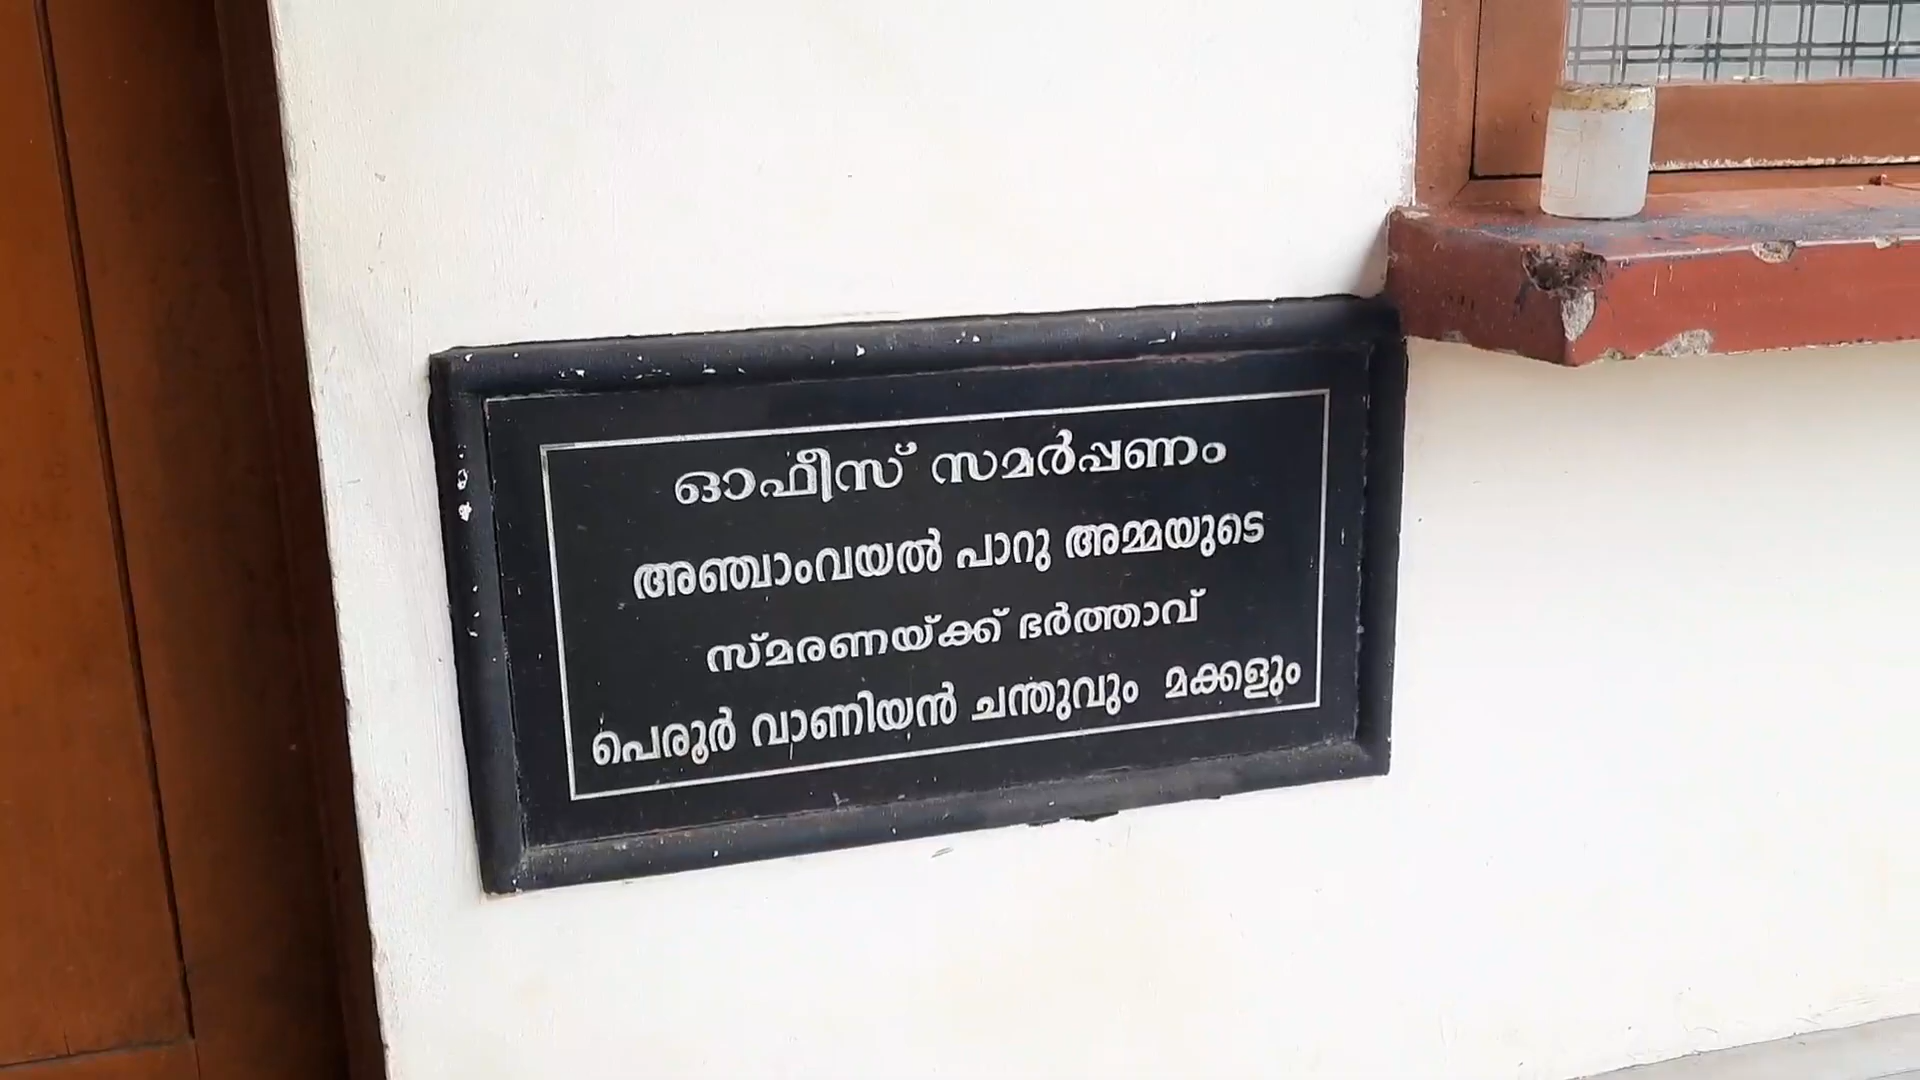 ഓഫീസ് സമർപ്പണം
അഞ്ചാംവയൽ പാറു അമ്മയുടെ
സ്മരണയ്ക്ക് ഭർത്താവ്
പെരൂർ വാണിയൻ ചന്തുവും മക്കളും